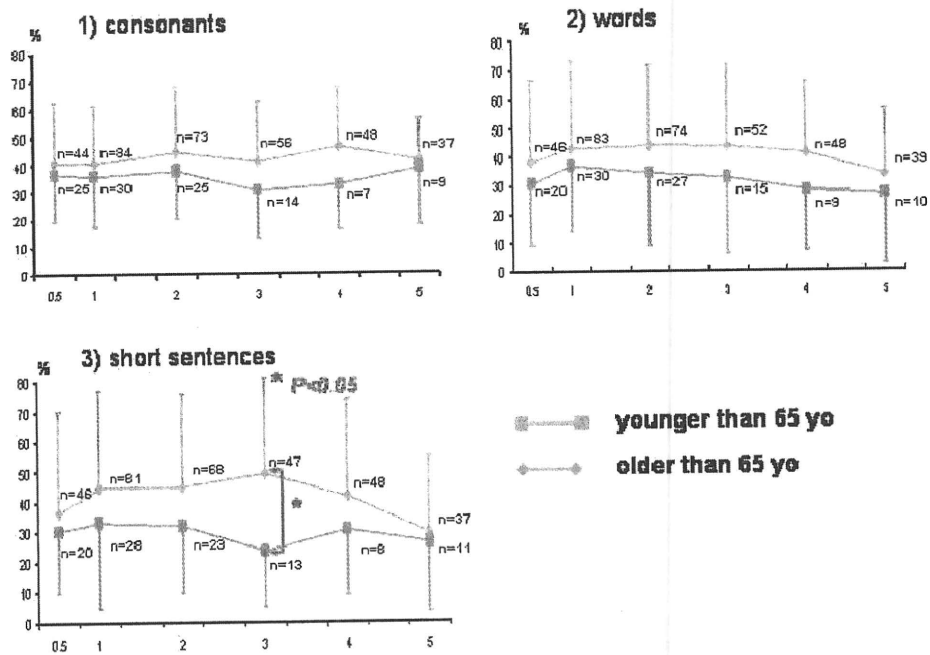 1) consonants
%
80
70
60
50
40
30
20
10
0
n=44
n=84
n=73
n=56
n=48
n=37
n=25
n=30
n=25
n=14
n=7
n=9
0.5
1
2
3
4
5
2) words
%
80
70
60
50
40
30
20
10
0
n=46
n=83
n=74
n=52
n=48
n=39
n=20
n=30
n=27
n=15
n=9
n=10
0.5
1
2
3
4
5
3) short sentences
%
80
70
60
50
40
30
20
10
0
* P<0.05
n=46
n=81
n=68
n=47
n=48
n=37
*
n=20
n=28
n=23
n=13
n=8
n=11
0.5
1
2
3
4
5
younger than 65 yo
older than 65 yo